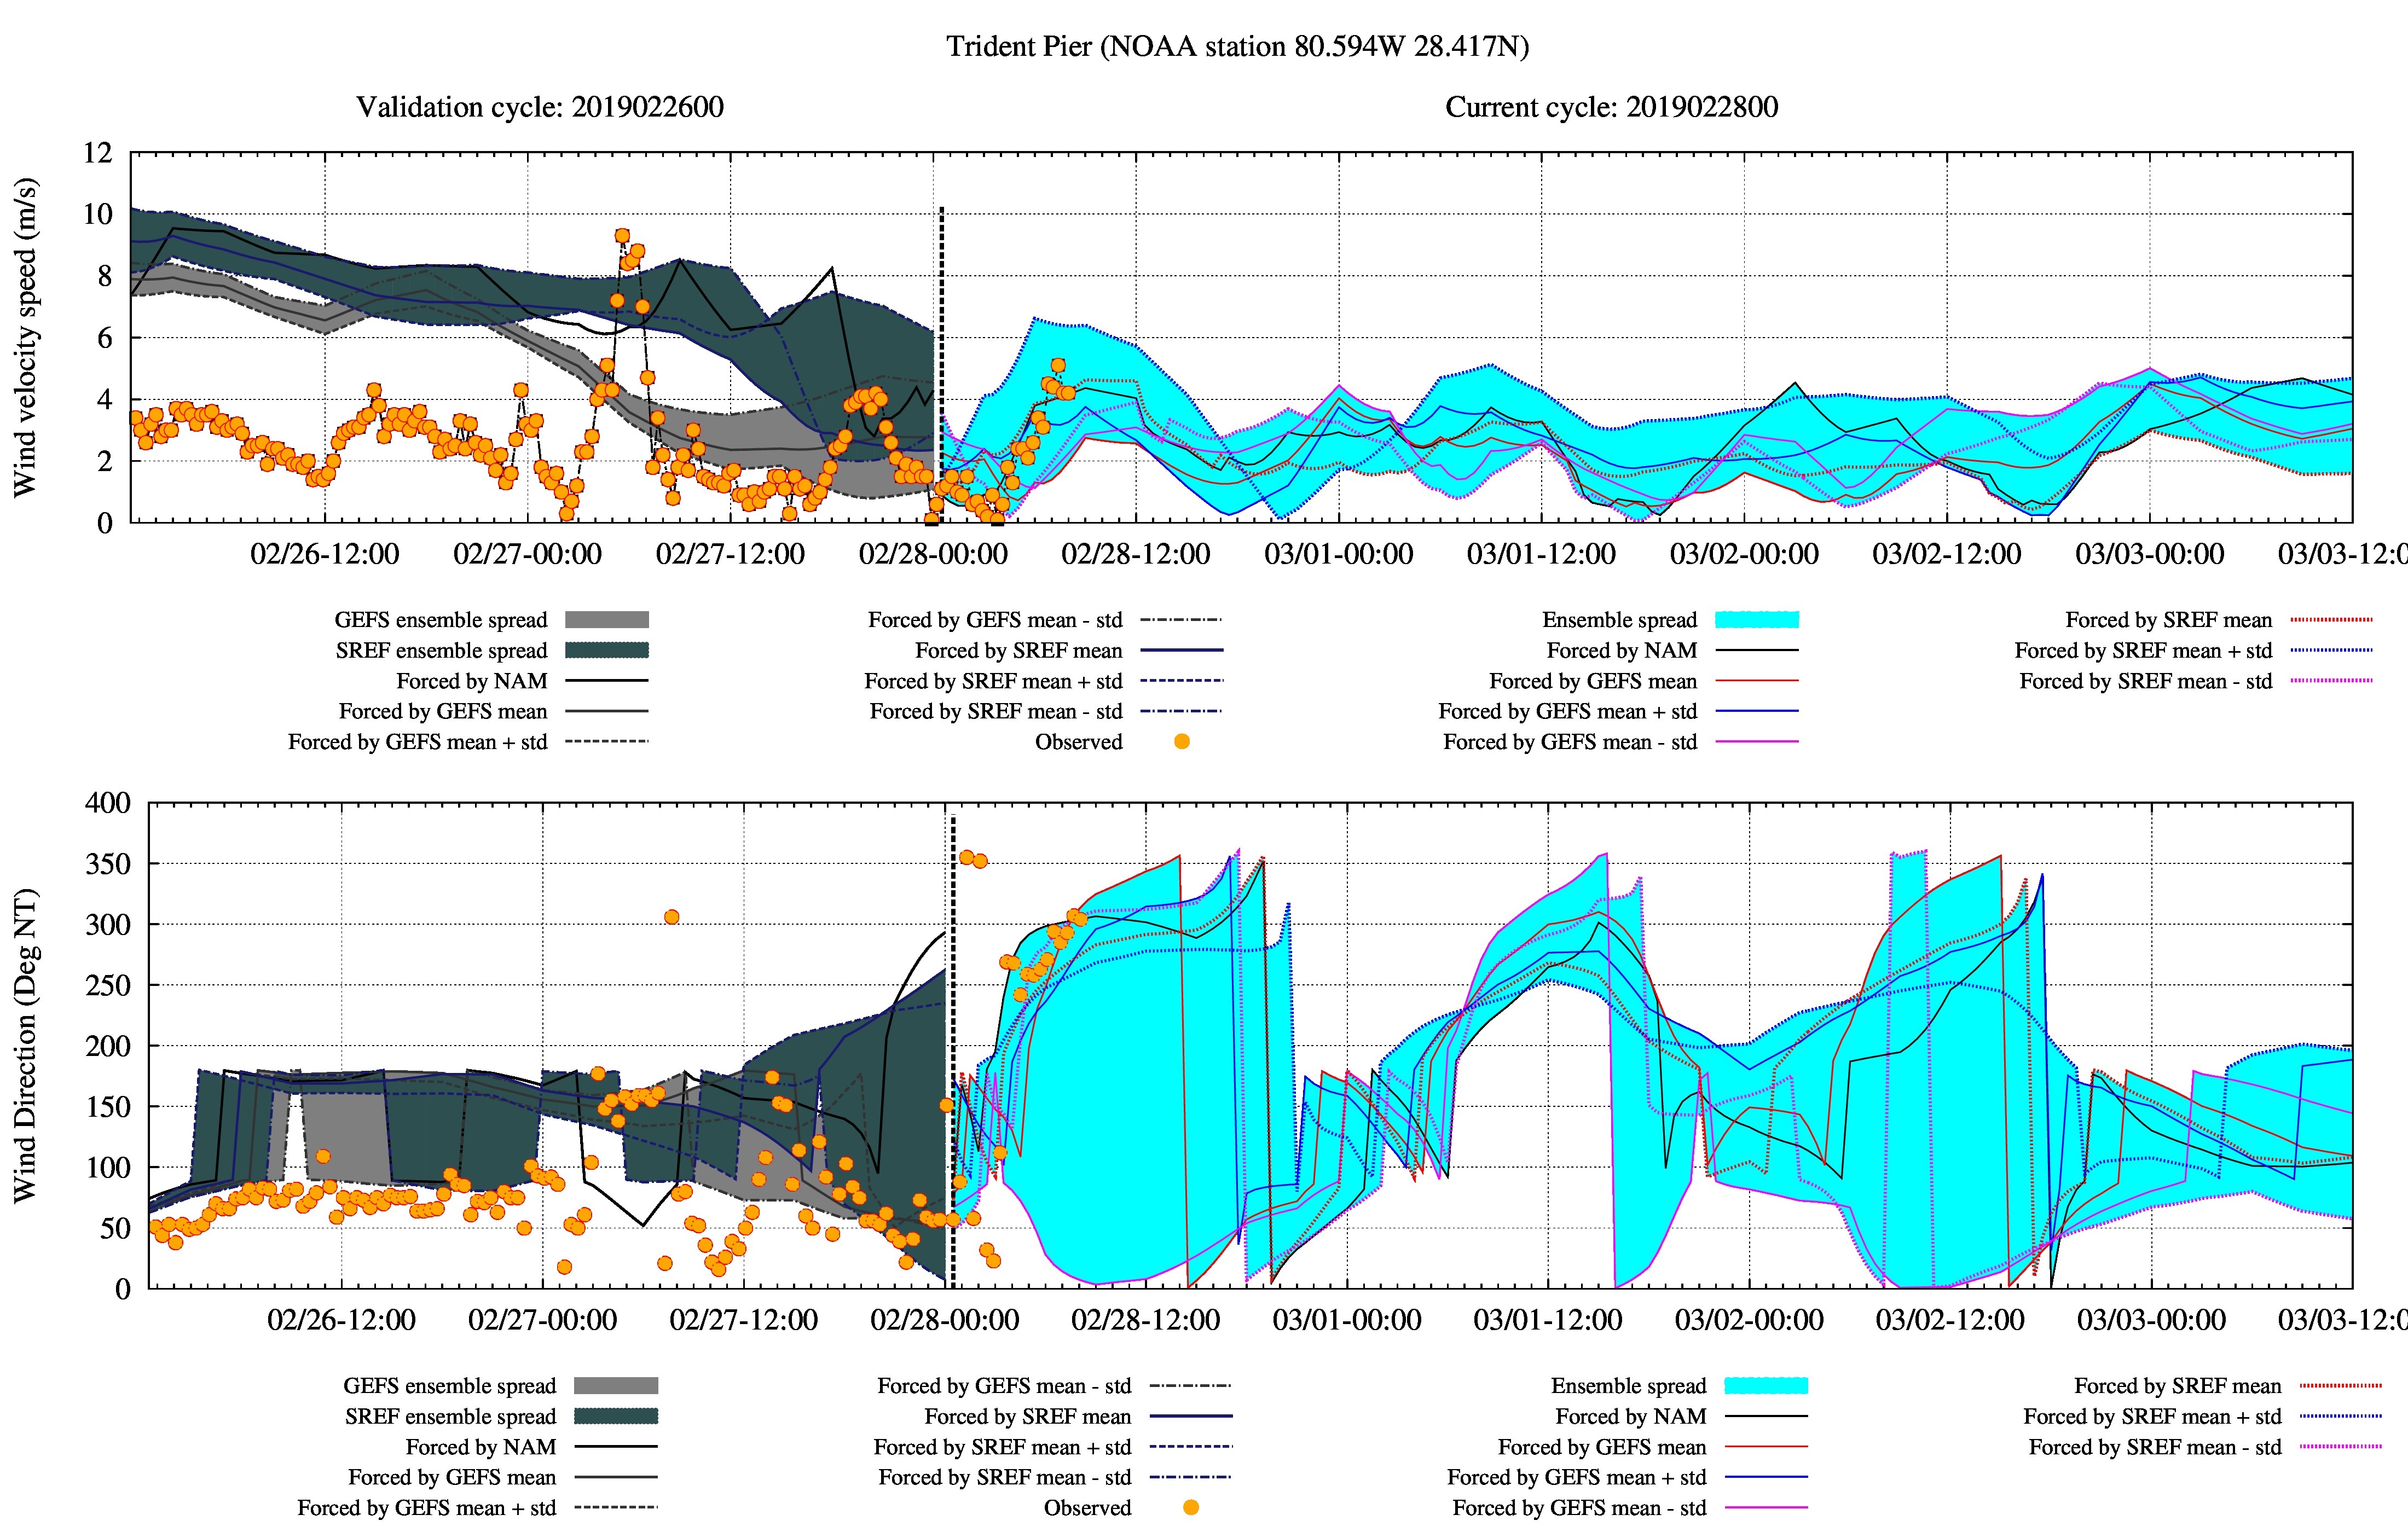 Trident Pier (NOAA station 80.594W 28.417N)
Validation cycle: 2019022600
Current cycle: 2019022800
Wind velocity speed (m/s)
12
10
8
6
4
2
0
02/26-12:00 02/27-00:00 02/27-12:00 02/28-00:00 02/28-12:00 03/01-00:00 03/01-12:00 03/02-00:00 03/02-12:00 03/03-00:00 03/03-12:0
GEFS ensemble spread
SREF ensemble spread
Forced by NAM
Forced by GEFS mean
Forced by GEFS mean + std
Forced by GEFS mean - std
Forced by SREF mean
Forced by SREF mean + std
Forced by SREF mean - std
Observed
Ensemble spread
Forced by NAM
Forced by GEFS mean
Forced by GEFS mean + std
Forced by GEFS mean - std
Forced by SREF mean
Forced by SREF mean + std
Forced by SREF mean - std
Wind Direction (Deg NT)
400
350
300
250
200
150
100
50
0
02/26-12:00 02/27-00:00 02/27-12:00 02/28-00:00 02/28-12:00 03/01-00:00 03/01-12:00 03/02-00:00 03/02-12:00 03/03-00:00 03/03-12:0
GEFS ensemble spread
SREF ensemble spread
Forced by NAM
Forced by GEFS mean
Forced by GEFS mean + std
Forced by GEFS mean - std
Forced by SREF mean
Forced by SREF mean + std
Forced by SREF mean - std
Observed
Ensemble spread
Forced by NAM
Forced by GEFS mean
Forced by GEFS mean + std
Forced by GEFS mean - std
Forced by SREF mean
Forced by SREF mean + std
Forced by SREF mean - std